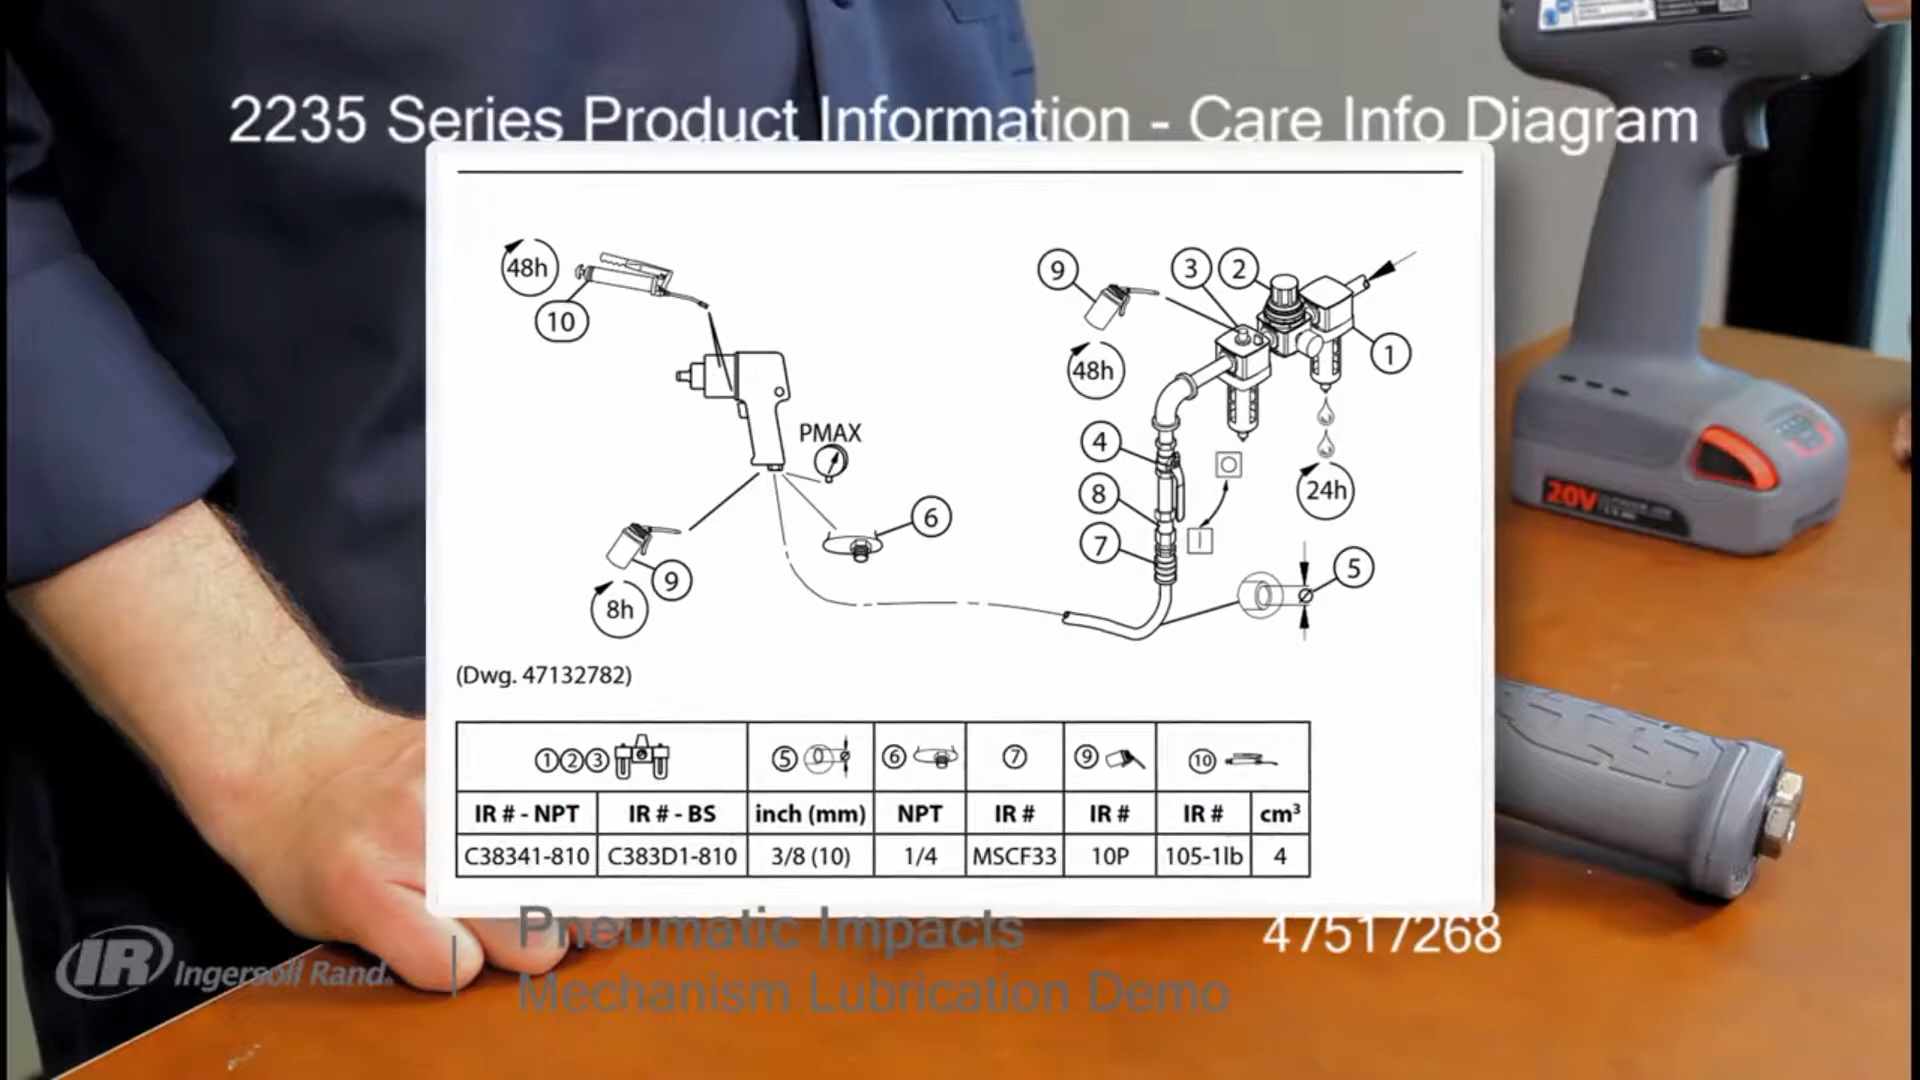 2235 Series Product Information - Care Info Diagram
48h
10
9
3
2
1
48h
PMAX
4
24h
8
6
7
9
5
8h
(Dwg. 47132782)
①②③ ⑤ ⑥ ⑦ ⑨ ⑩
IR # - NPT IR # - BS inch (mm) NPT IR # IR # IR # cm³
C38341-810 C383D1-810 3/8 (10) 1/4 MSCF33 10P 105-1lb 4
20V
Pneumatic Impacts
47517268
IR Ingersoll Rand.
Mechanism Lubrication Demo